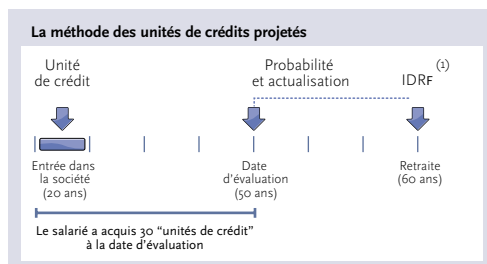 La méthode des unités de crédits projetés
Unité
de crédit
Probabilité
et actualisation
IDRF (1)
Entrée dans
la société
(20 ans)
Date
d'évaluation
(50 ans)
Retraite
(60 ans)
Le salarié a acquis 30 "unités de crédit"
à la date d'évaluation